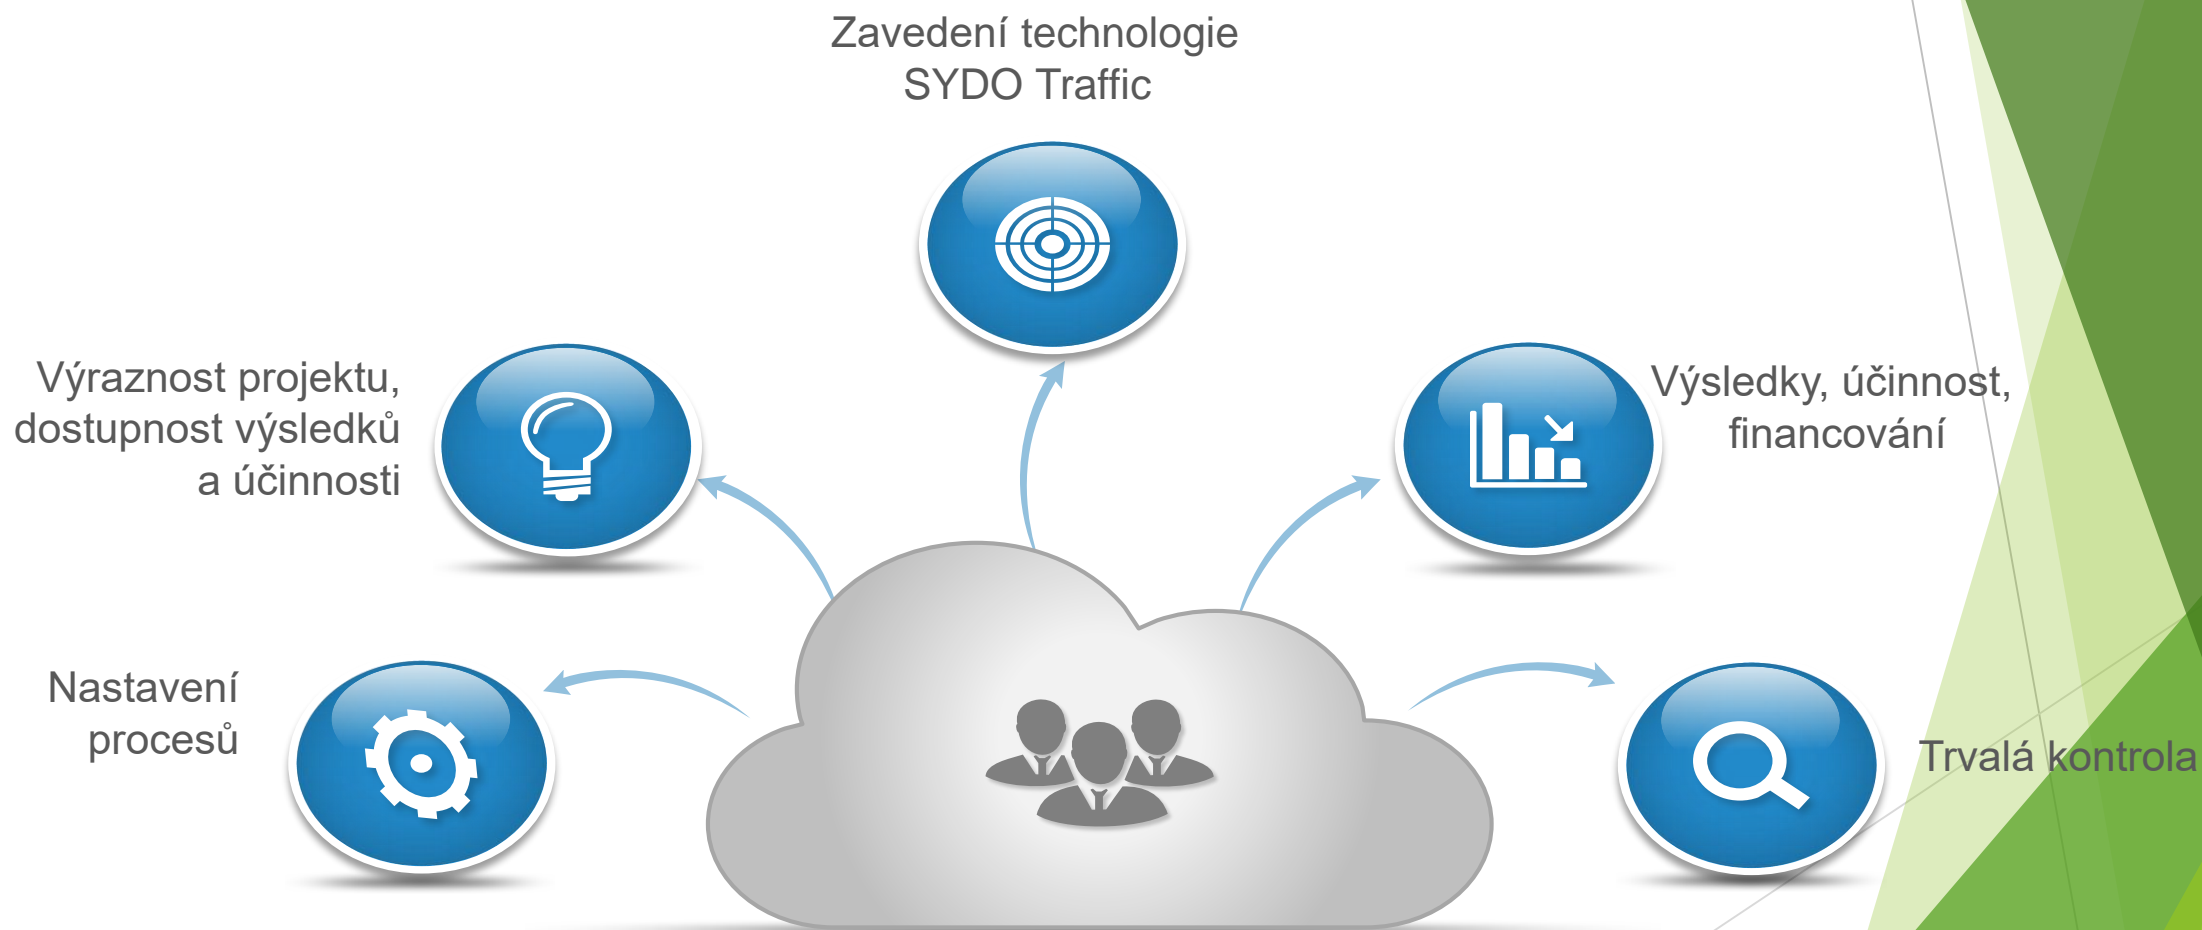 Zavedení technologie
SYDO Traffic
Výraznost projektu,
dostupnost výsledků
a účinnosti
Výsledky, účinnost,
financování
Nastavení
procesů
Trvalá kontrola